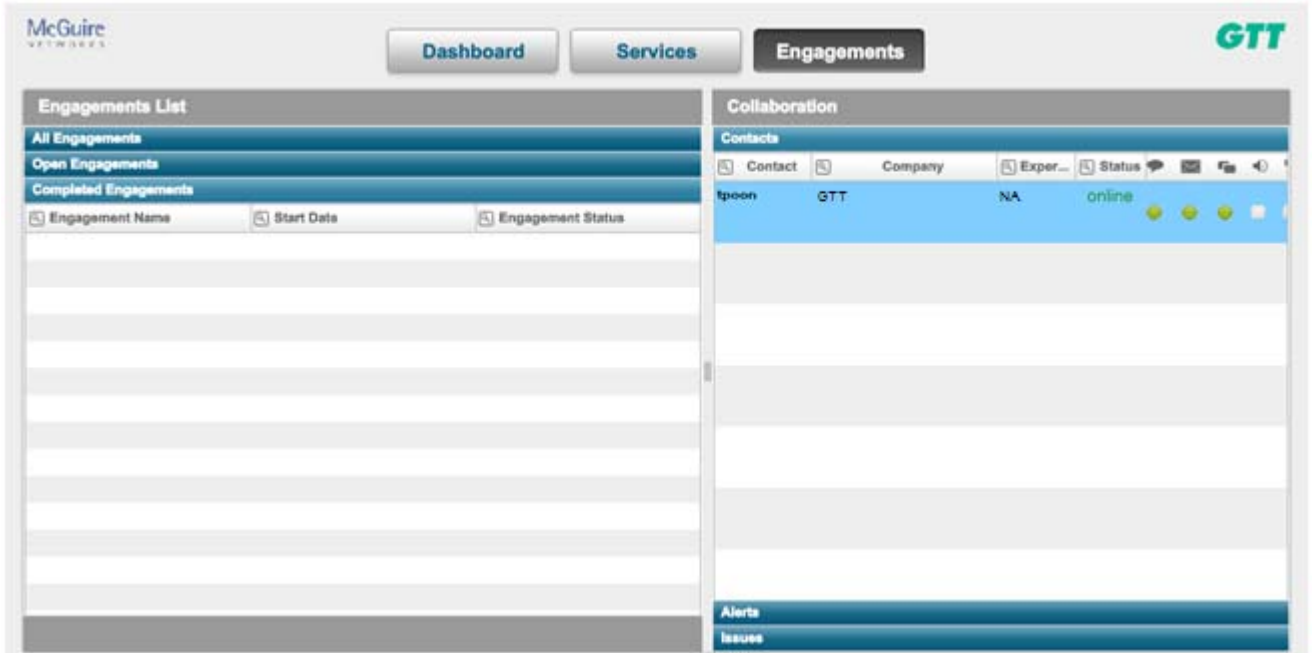 McGuire
NETWORKS
Dashboard
Services
Engagements
GTT
Engagements List
All Engagements
Open Engagements
Completed Engagements
Engagement Name
Start Date
Engagement Status
Collaboration
Contacts
Contact
Company
Exper...
Status
tpoon
GTT
NA
online
Alerts
Issues